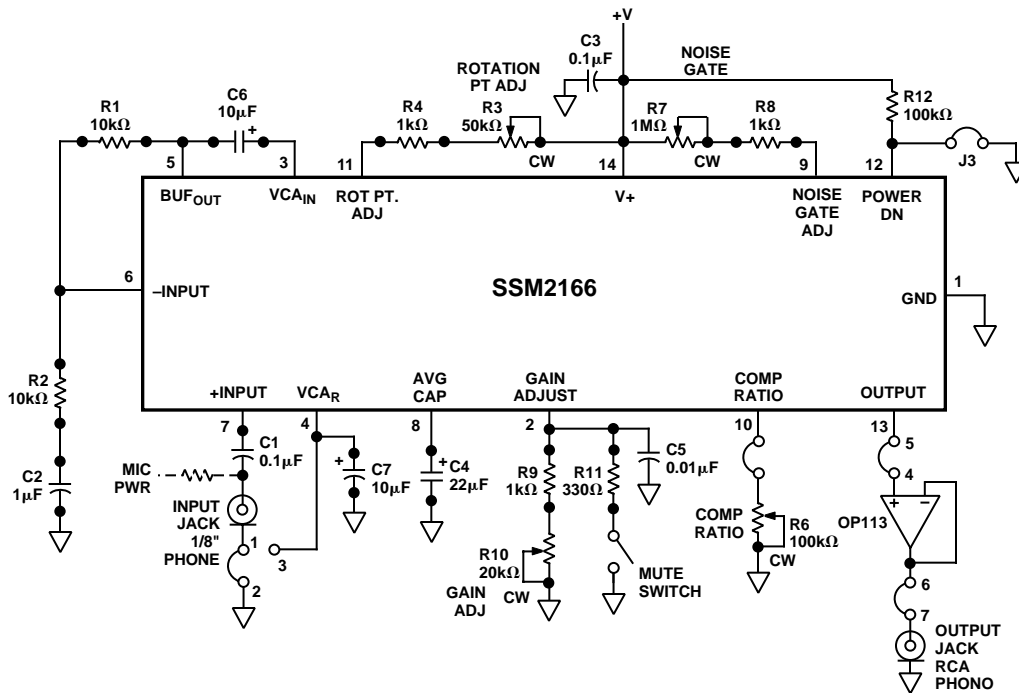 +V
C3
0.1µF
NOISE
GATE
ROTATION
PT ADJ
R12
100kΩ
R1
10kΩ
C6
10µF
+
R4
1kΩ
R3
50kΩ
R7
1MΩ
R8
1kΩ
CW
CW
J3
5
3
11
14
9
12
BUFOUT
VCAIN
ROT PT.
ADJ
V+
NOISE
GATE
ADJ
POWER
DN
6
–INPUT
SSM2166
1
GND
R2
10kΩ
+INPUT
VCAR
AVG
CAP
GAIN
ADJUST
COMP
RATIO
OUTPUT
7
4
8
2
10
13
C1
0.1µF
+
C7
10µF
+
C4
22µF
R9
1kΩ
R11
330Ω
C5
0.01µF
5
4
C2
1µF
MIC
PWR
INPUT
JACK
1/8"
PHONE
1
3
2
R10
20kΩ
GAIN
ADJ
CW
MUTE
SWITCH
COMP
RATIO
R6
100kΩ
CW
+
–
OP113
6
7
OUTPUT
JACK
RCA
PHONO